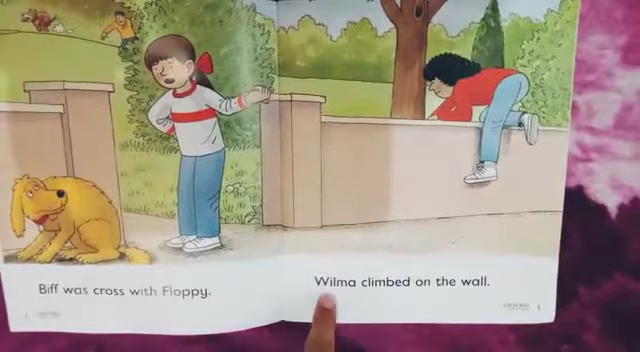 Biff was cross with Floppy.
Wilma climbed on the wall.